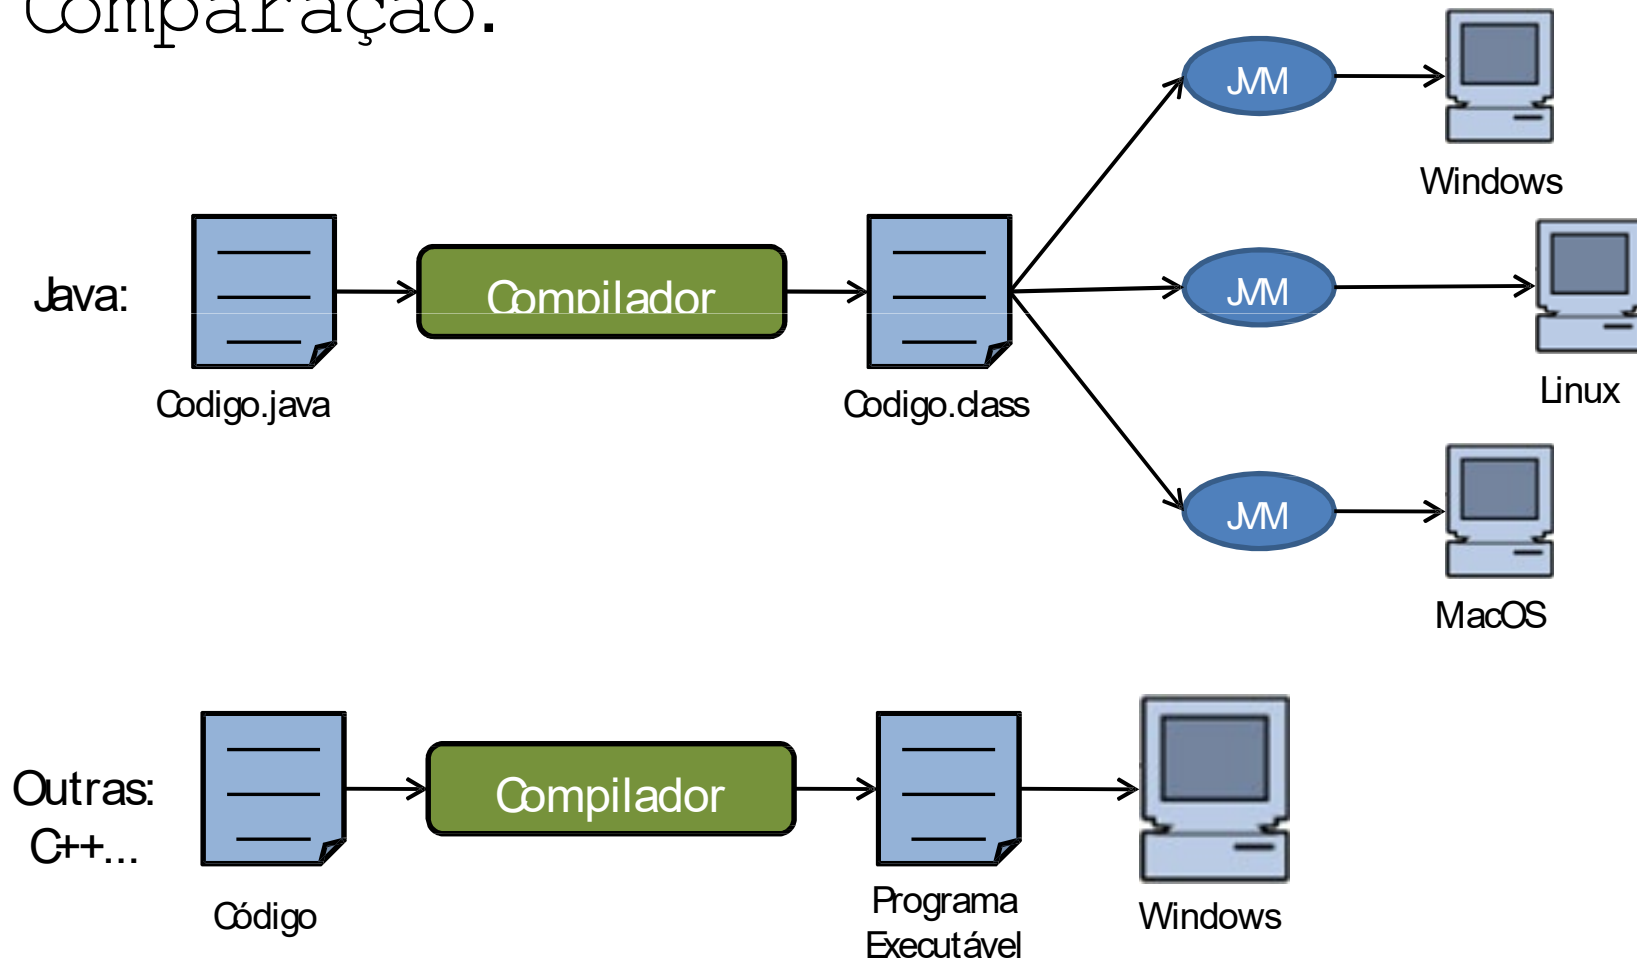 Comparação.
JVM
Windows
Java:
Compilador
JVM
Codigo.java
Codigo.class
Linux
JVM
MacOS
Outras:
C++...
Compilador
Código
Programa
Executável
Windows